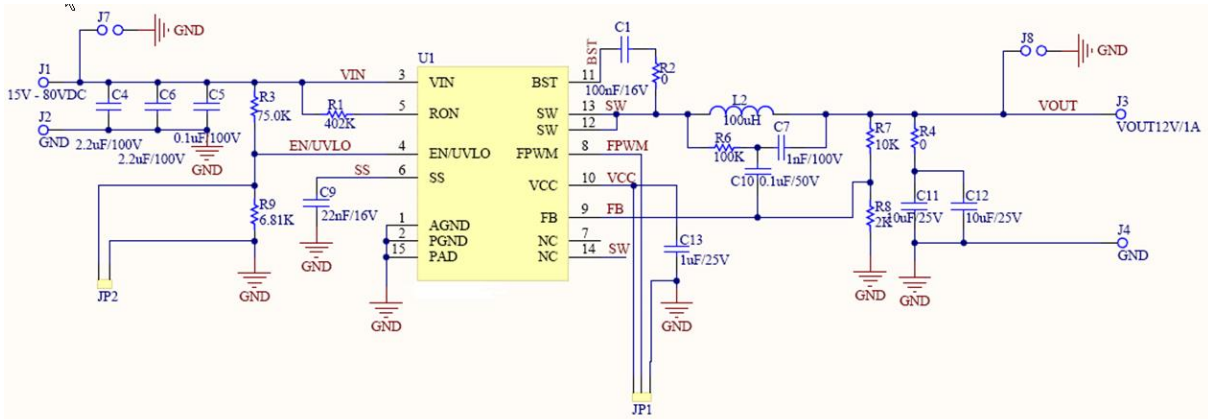 J7
GND
J1
15V - 80VDC
J2
GND
C4
2.2uF/100V
C6
2.2uF/100V
C5
0.1uF/100V
GND
R3
75.0K
VIN
R1
402K
EN/UVLO
SS
C9
22nF/16V
GND
R9
6.81K
GND
JP2
U1
3 VIN
5 RON
4 EN/UVLO
6 SS
1 AGND
2 PGND
15 PAD
GND
BST 11
SW 13
SW 12
FPWM 8
VCC 10
FB 9
NC 7
NC 14
BST
C1
100nF/16V
R2
0
SW
FPWM
VCC
FB
SW
L2
100uH
R6
100K
C7
1nF/100V
C10 0.1uF/50V
C13
1uF/25V
GND
JP1
R7
10K
R8
2K
GND
R4
0
C11
10uF/25V
C12
10uF/25V
GND
J8
GND
VOUT
J3
VOUT12V/1A
J4
GND